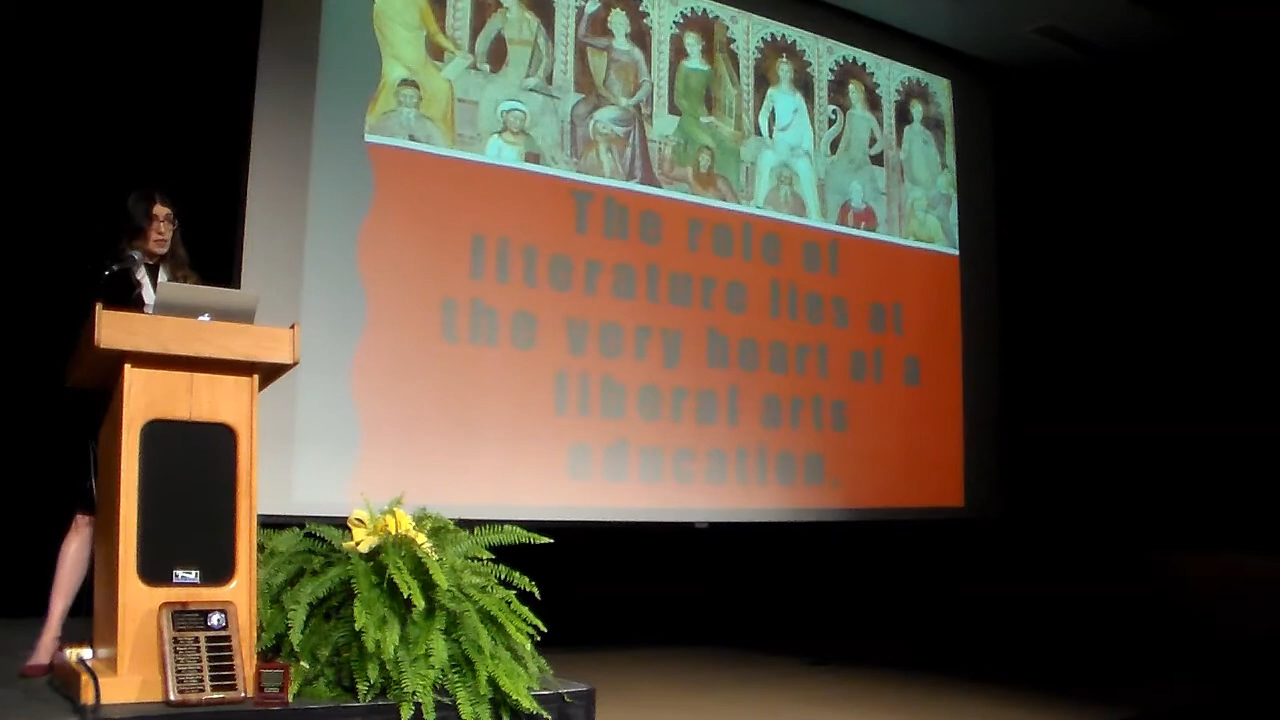 The role of
literature lies at
the very heart of a
liberal arts
education.